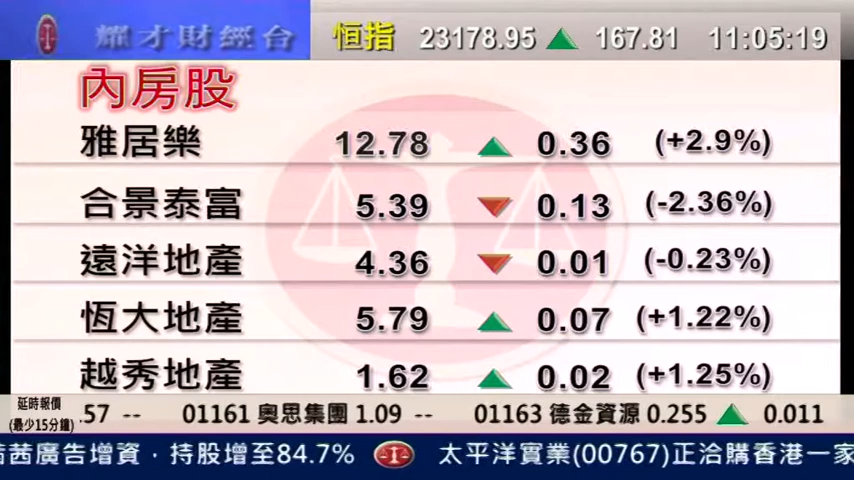 耀才財經台 恒指 23178.95 ▲ 167.81 11:05:19
內房股
雅居樂 12.78 ▲ 0.36 (+2.9%)
合景泰富 5.39 ▼ 0.13 (-2.36%)
遠洋地產 4.36 ▼ 0.01 (-0.23%)
恆大地產 5.79 ▲ 0.07 (+1.22%)
越秀地產 1.62 ▲ 0.02 (+1.25%)
延時報價
(最少15分鐘)
.57 -- 01161 奧思集團 1.09 -- 01163 德金資源 0.255 ▲ 0.011
茜廣告增資，持股增至84.7% 太平洋實業(00767)正洽購香港一家